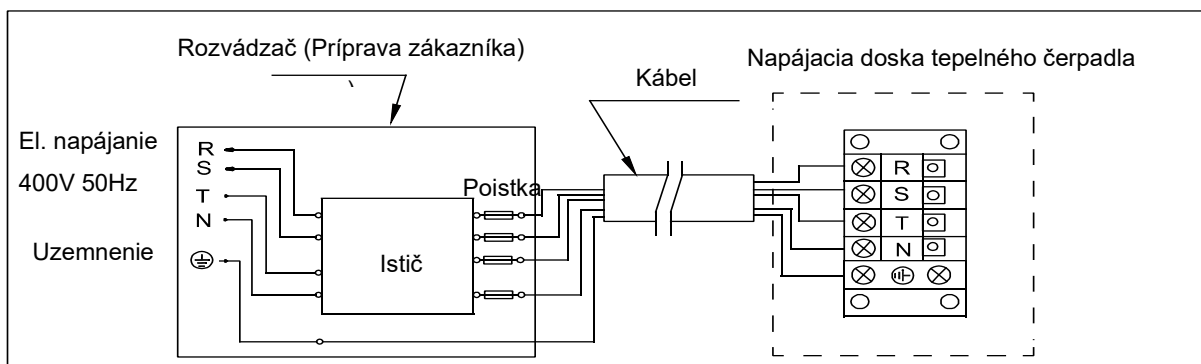 Rozvádzač (Príprava zákazníka)
Kábel
Napájacia doska tepelného čerpadla
El. napájanie
400V 50Hz
Uzemnenie
R
S
T
N
Istič
Poistka
R
S
T
N